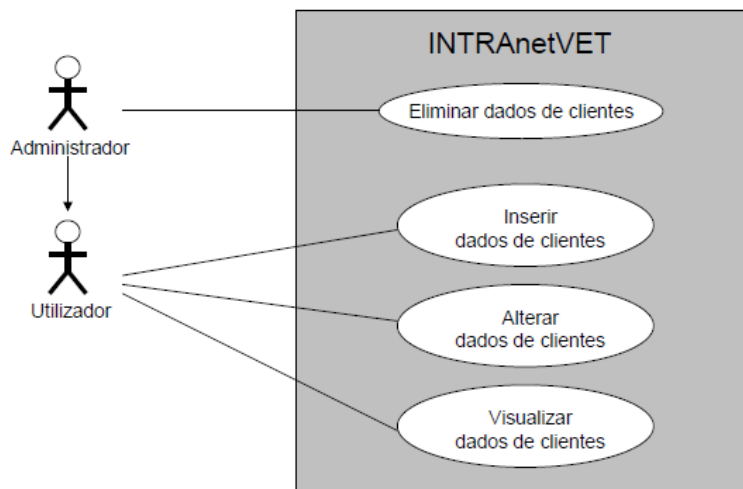 INTRAnetVET
Eliminar dados de clientes
Administrador
Inserir
dados de clientes
Utilizador
Alterar
dados de clientes
Visualizar
dados de clientes